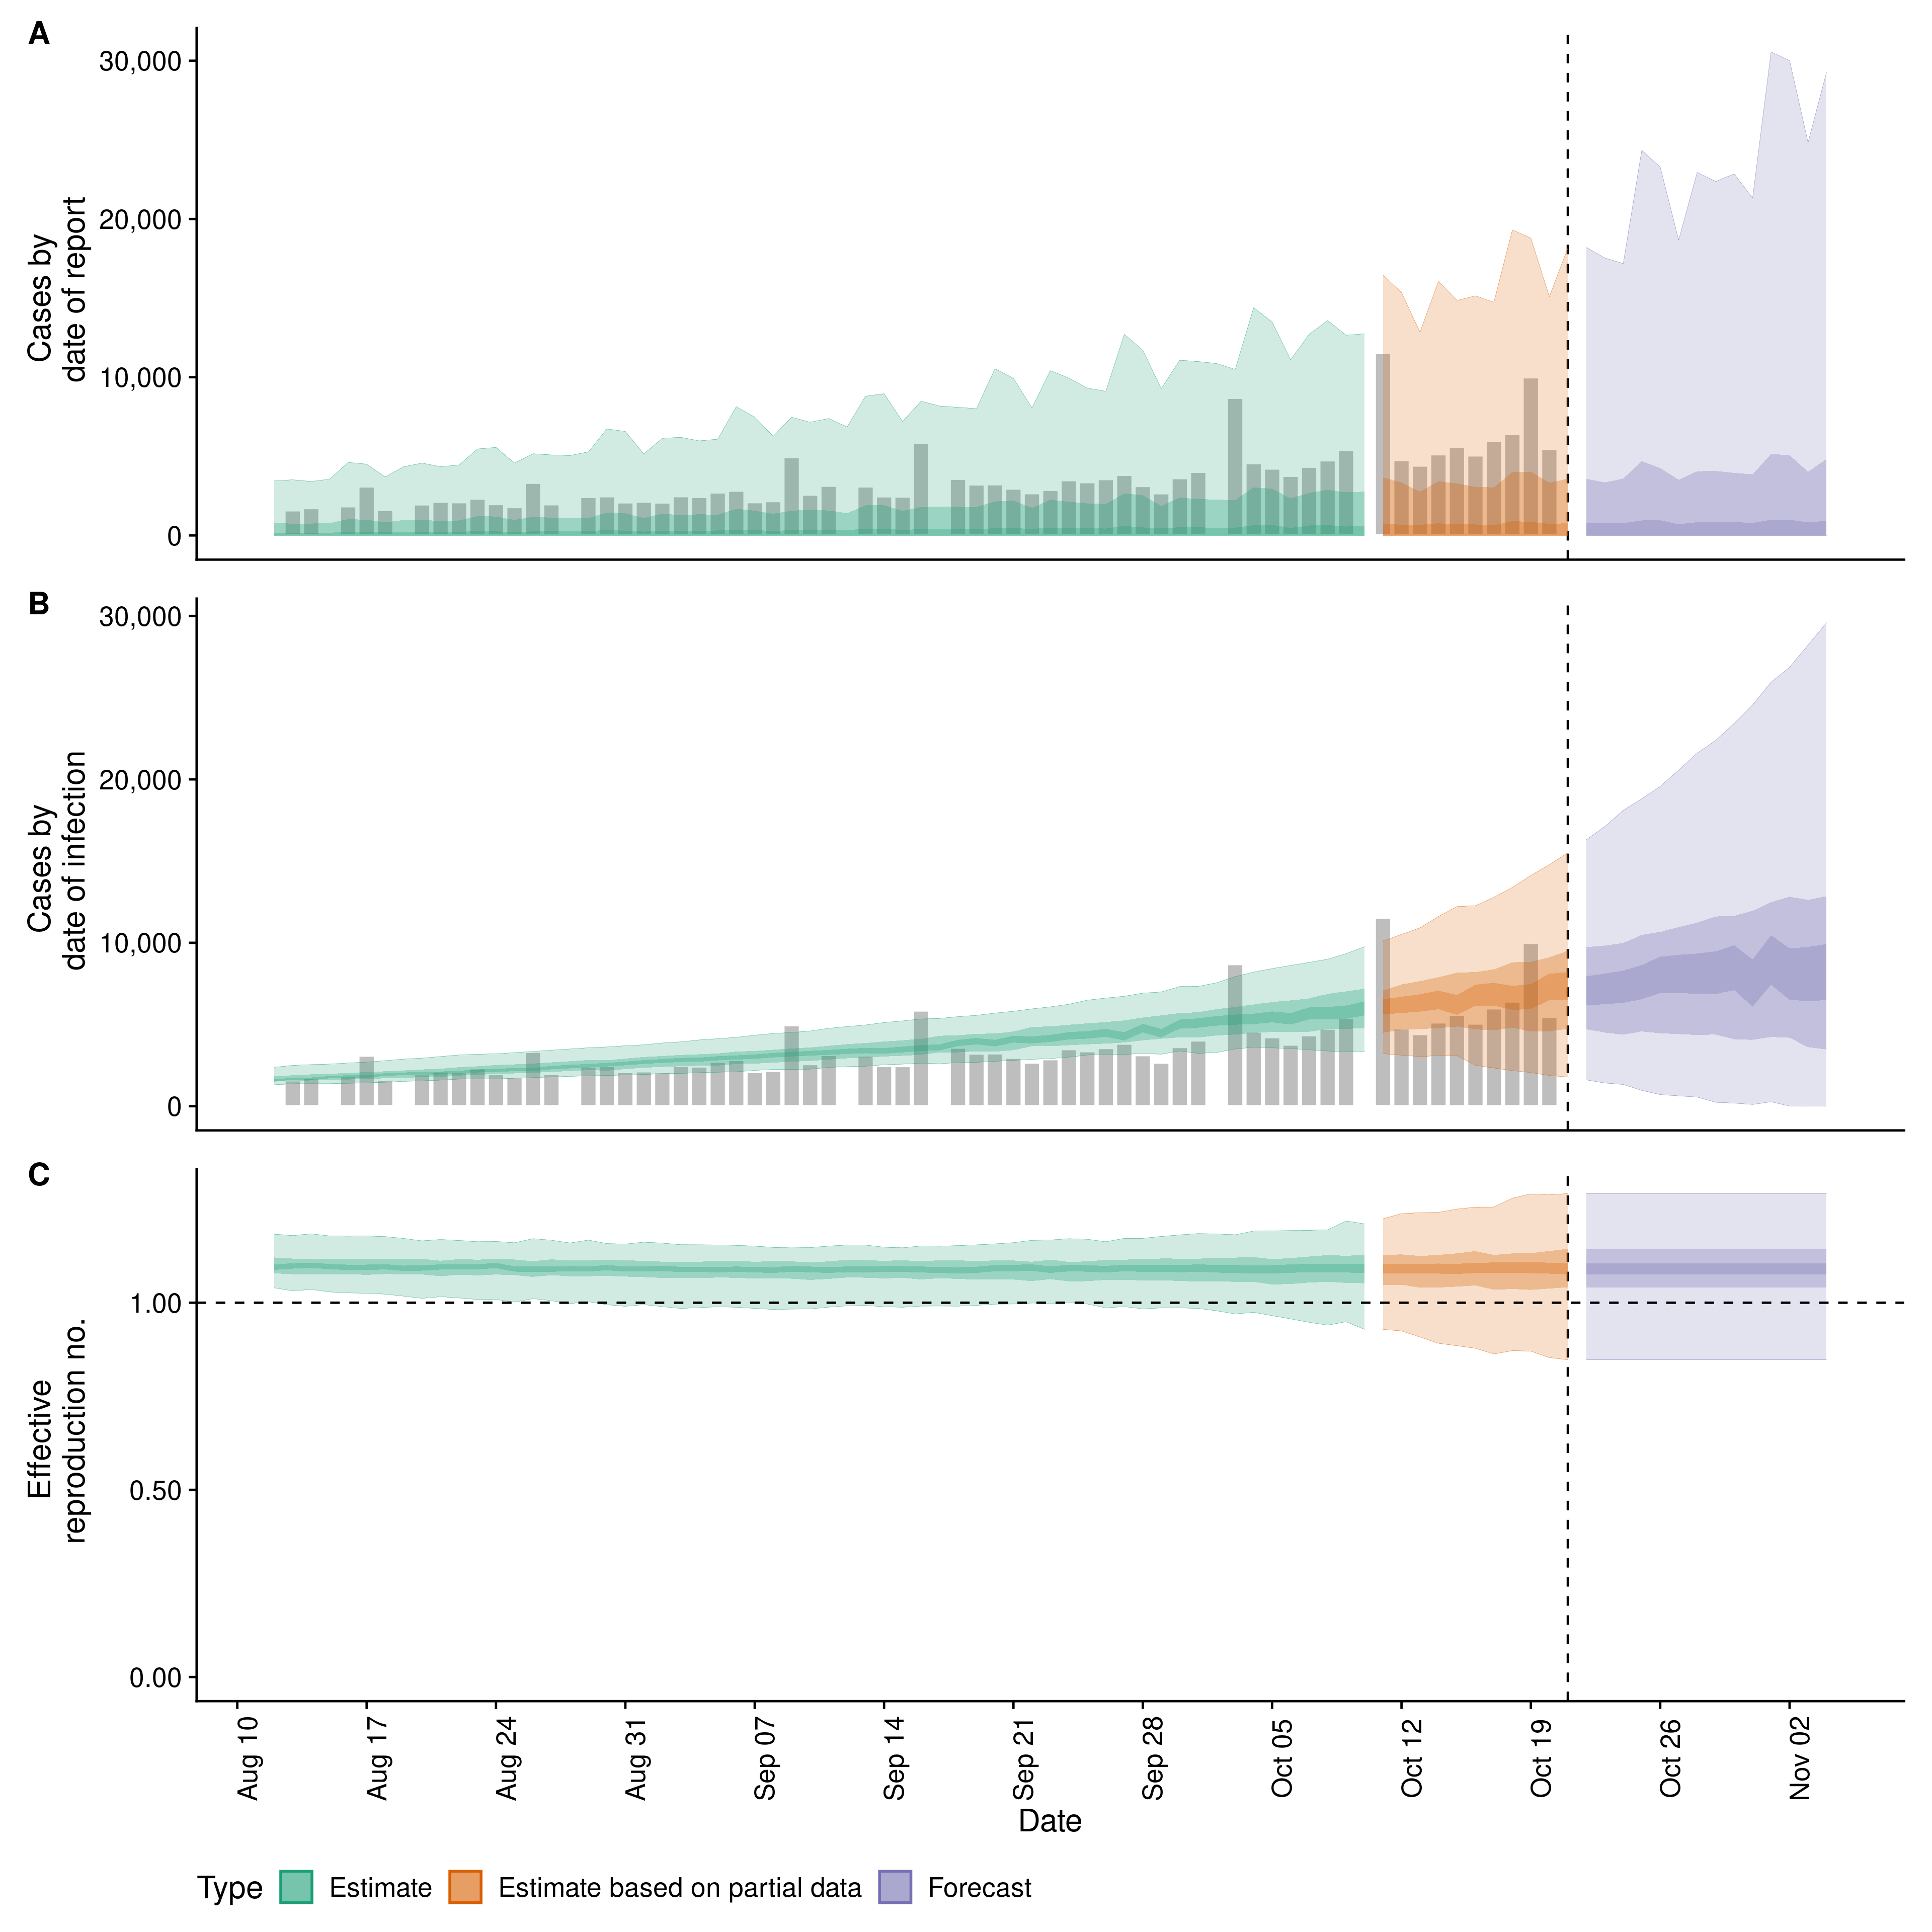 A
30,000
20,000
10,000
0
Cases by
date of report
B
30,000
20,000
10,000
0
Cases by
date of infection
C
1.00
0.50
0.00
Effective
reproduction no.
Aug 10
Aug 17
Aug 24
Aug 31
Sep 07
Sep 14
Sep 21
Sep 28
Oct 05
Oct 12
Oct 19
Oct 26
Nov 02
Date
Type Estimate Estimate based on partial data Forecast